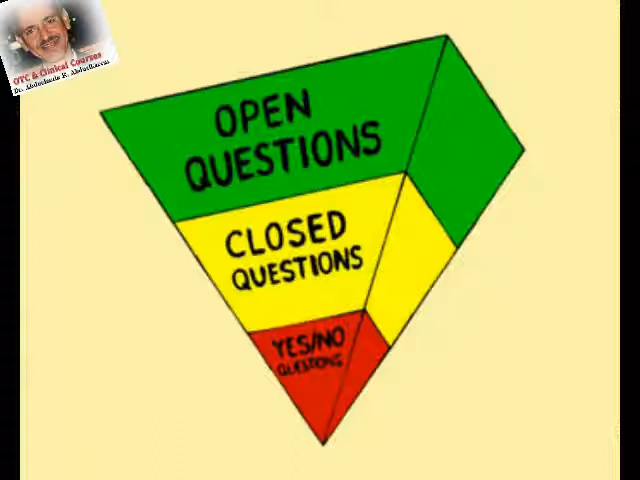 OTC & Clinical Courses
OPEN
QUESTIONS
CLOSED
QUESTIONS
YES/NO
QUESTIONS